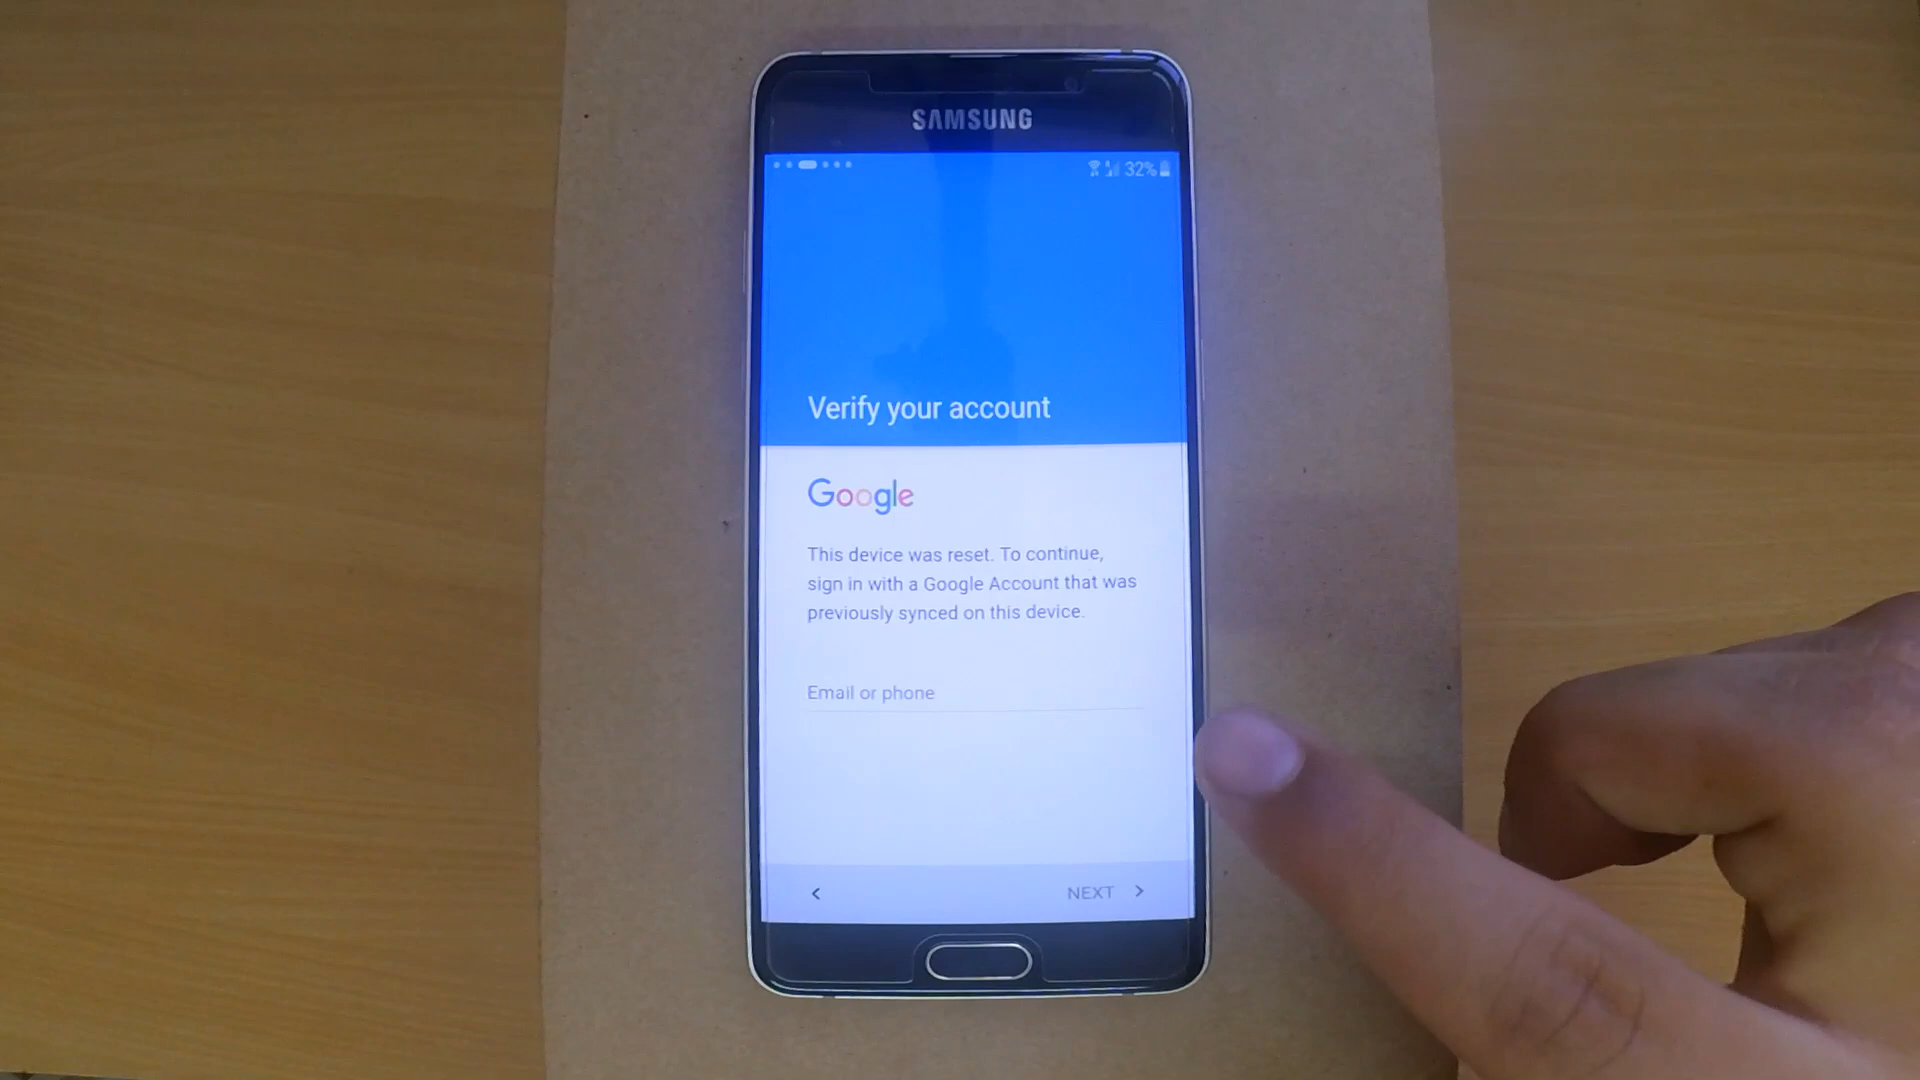 SAMSUNG
32%
Verify your account
Google
This device was reset. To continue,
sign in with a Google Account that was
previously synced on this device.
Email or phone
NEXT